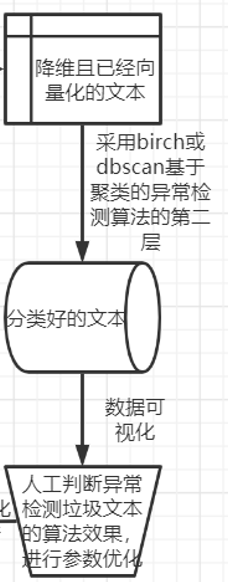 降维且已经向
量化的文本
采用birch或
dbscan基于
聚类的异常检
测算法的第二
层
分类好的文本
数据可
视化
人工判断异常
化
检测垃圾文本
的算法效果，
进行参数优化